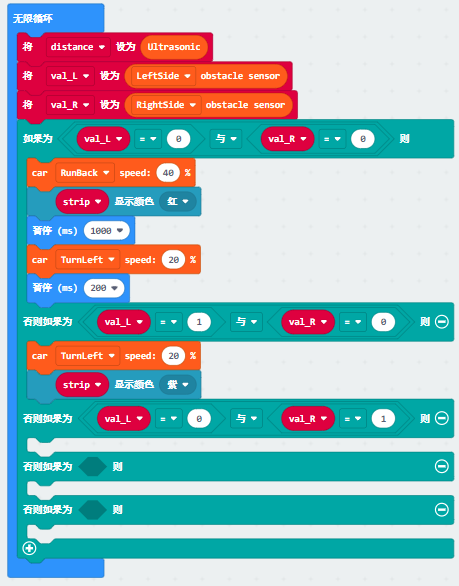 无限循环
将 distance 设为 Ultrasonic
将 val_L 设为 LeftSide obstacle sensor
将 val_R 设为 RightSide obstacle sensor
如果为 val_L = 0 与 val_R = 0 则
car RunBack speed: 40 %
strip 显示颜色 红
暂停 (ms) 1000
car TurnLeft speed: 20 %
暂停 (ms) 200
否则如果为 val_L = 1 与 val_R = 0 则
car TurnLeft speed: 20 %
strip 显示颜色 紫
否则如果为 val_L = 0 与 val_R = 1 则
否则如果为 则
否则如果为 则